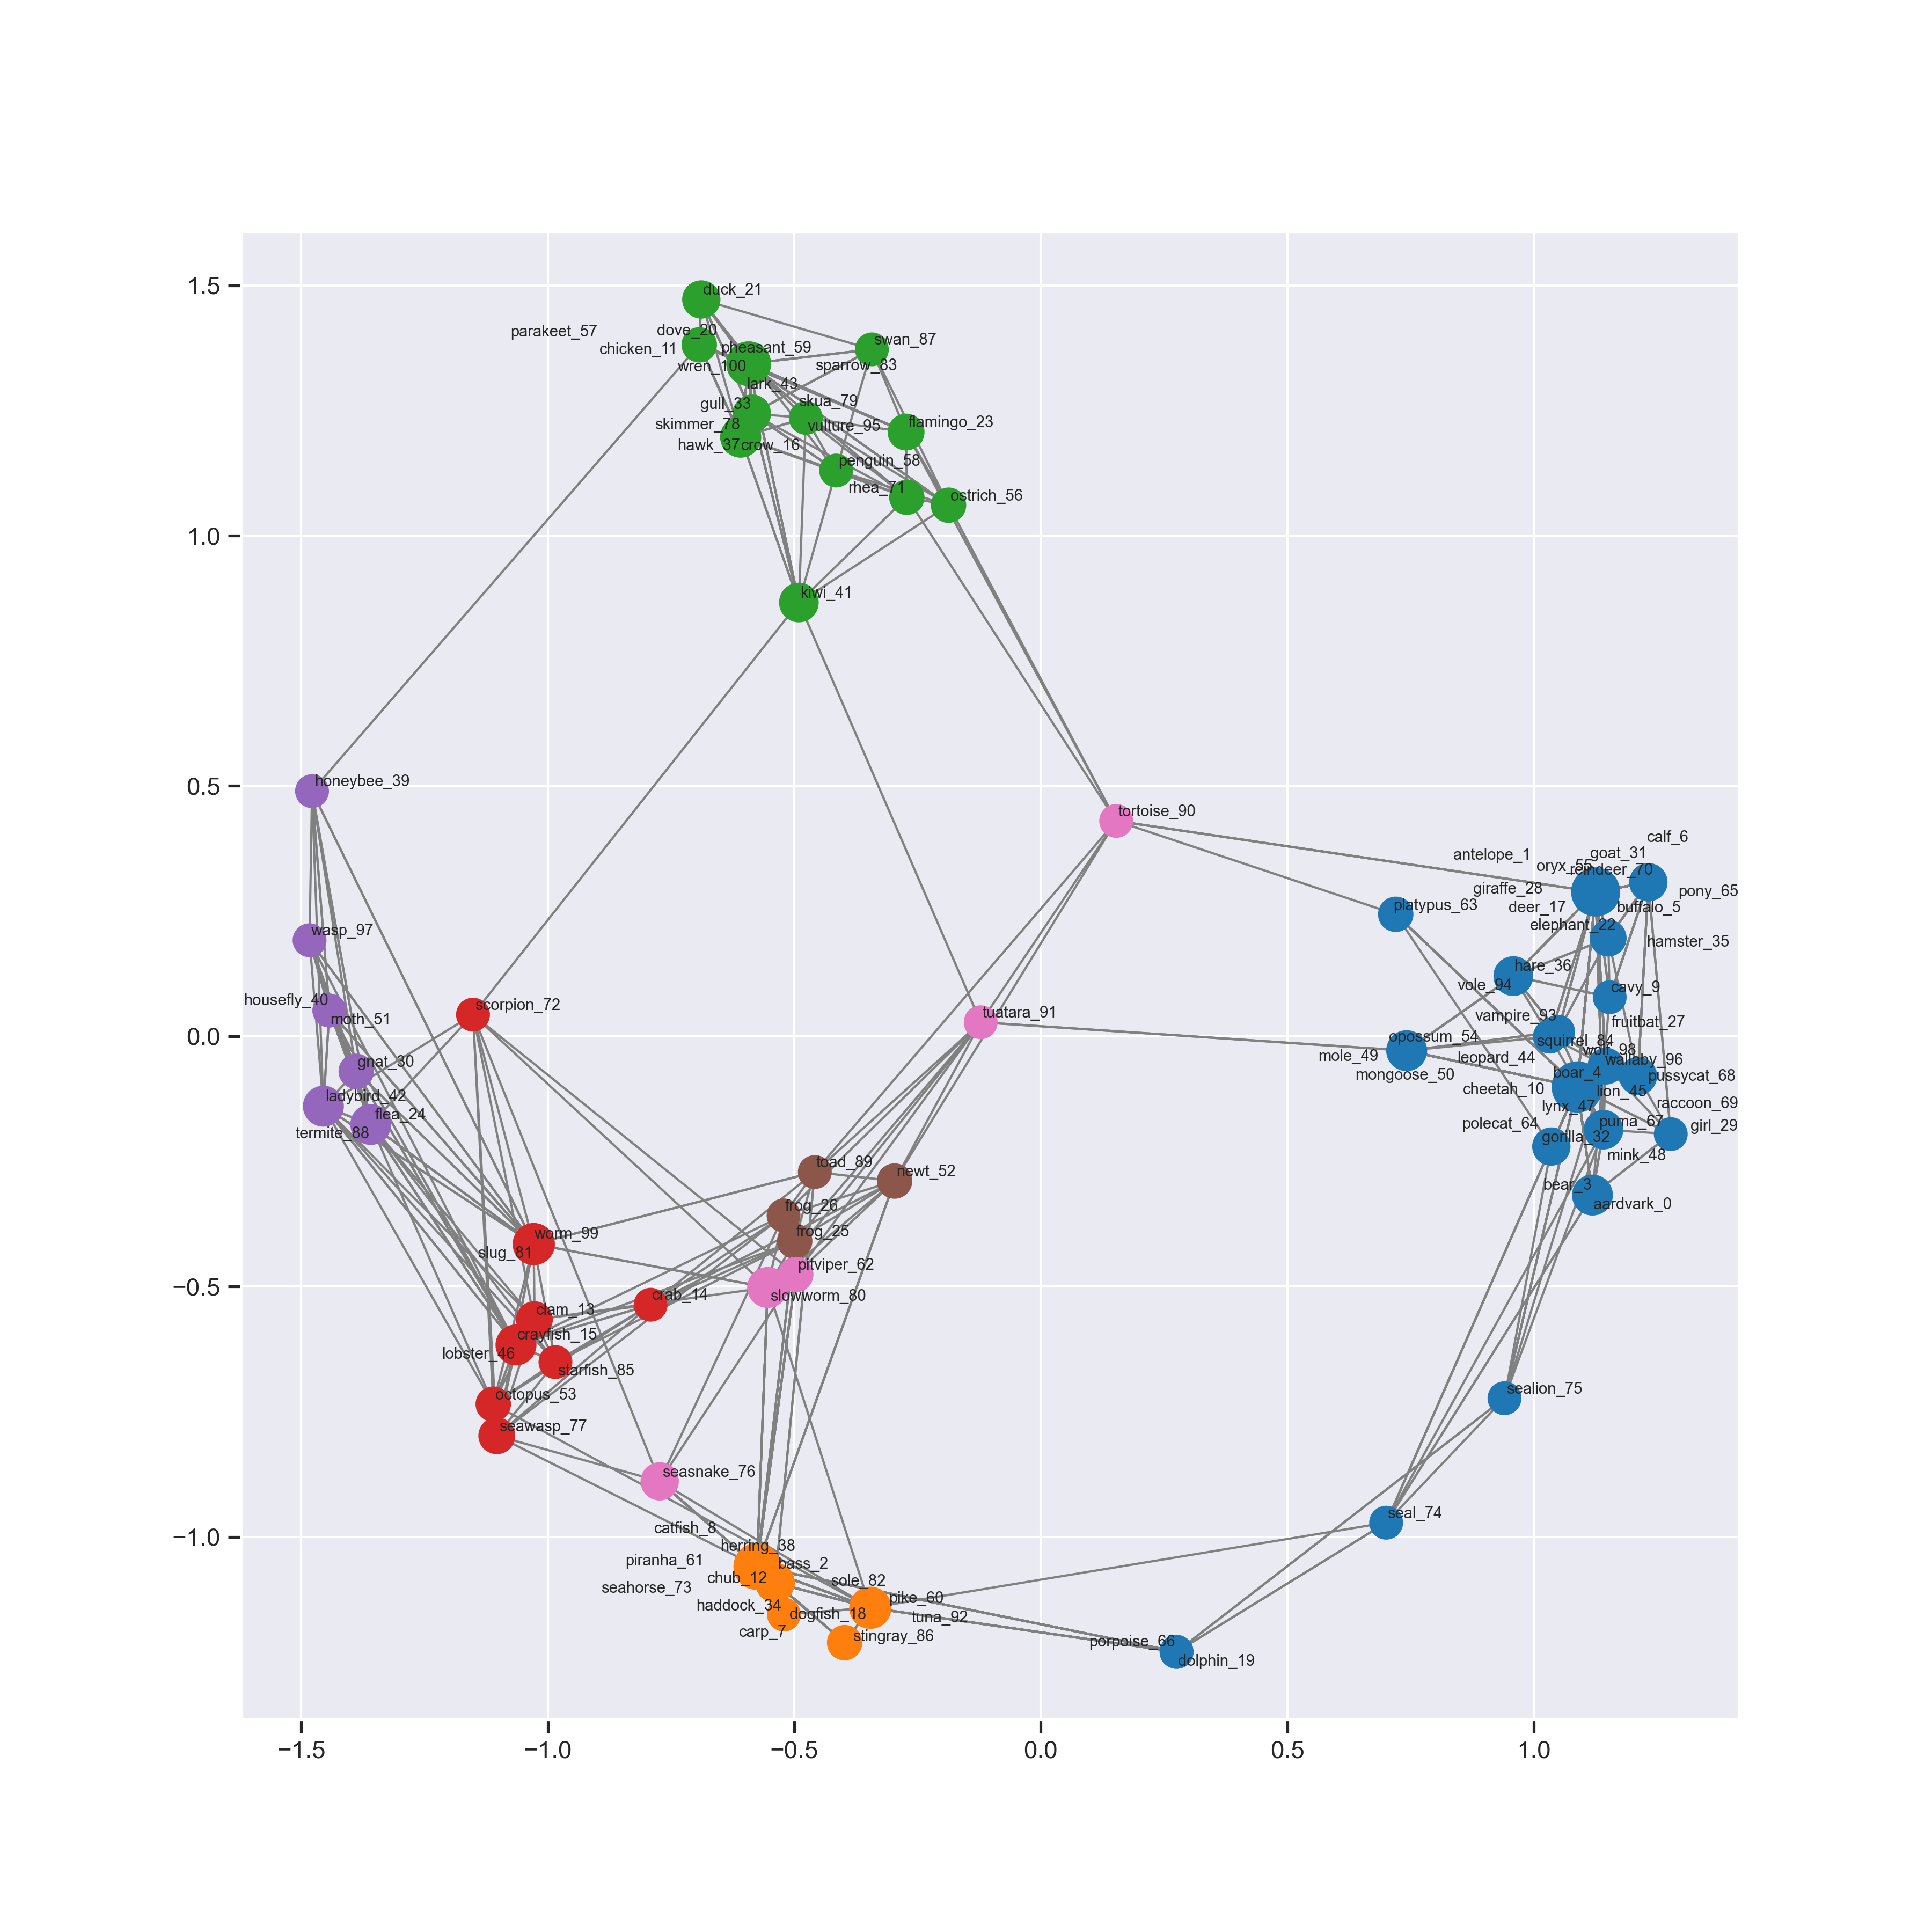 duck_21
parakeet_57
dove_20
swan_87
chicken_11
pheasant_59
wren_100
sparrow_83
lark_43
gull_33
skua_79
skimmer_78
vulture_95
flamingo_23
hawk_37
crow_16
penguin_58
rhea_71
ostrich_56
kiwi_41
honeybee_39
tortoise_90
calf_6
antelope_1
goat_31
oryx_55
reindeer_70
giraffe_28
pony_65
platypus_63
deer_17
buffalo_5
elephant_22
wasp_97
hamster_35
hare_36
vole_94
cavy_9
housefly_40
scorpion_72
moth_51
tuatara_91
vampire_93
fruitbat_27
opossum_54
squirrel_84
mole_49
leopard_44
wolf_98
wallaby_96
gnat_30
mongoose_50
boar_4
pussycat_68
ladybird_42
cheetah_10
lion_45
flea_24
lynx_47
raccoon_69
termite_88
polecat_64
puma_67
girl_29
gorilla_32
toad_89
newt_52
mink_48
bear_3
aardvark_0
frog_26
worm_99
frog_25
slug_81
pitviper_62
crab_14
slowworm_80
clam_13
crayfish_15
lobster_46
starfish_85
octopus_53
sealion_75
seawasp_77
seasnake_76
seal_74
catfish_8
herring_38
piranha_61
bass_2
chub_12
sole_82
seahorse_73
pike_60
haddock_34
dogfish_18
tuna_92
carp_7
stingray_86
porpoise_66
dolphin_19
1.5
1.0
0.5
0.0
−0.5
−1.0
−1.5
−1.0
−0.5
0.0
0.5
1.0